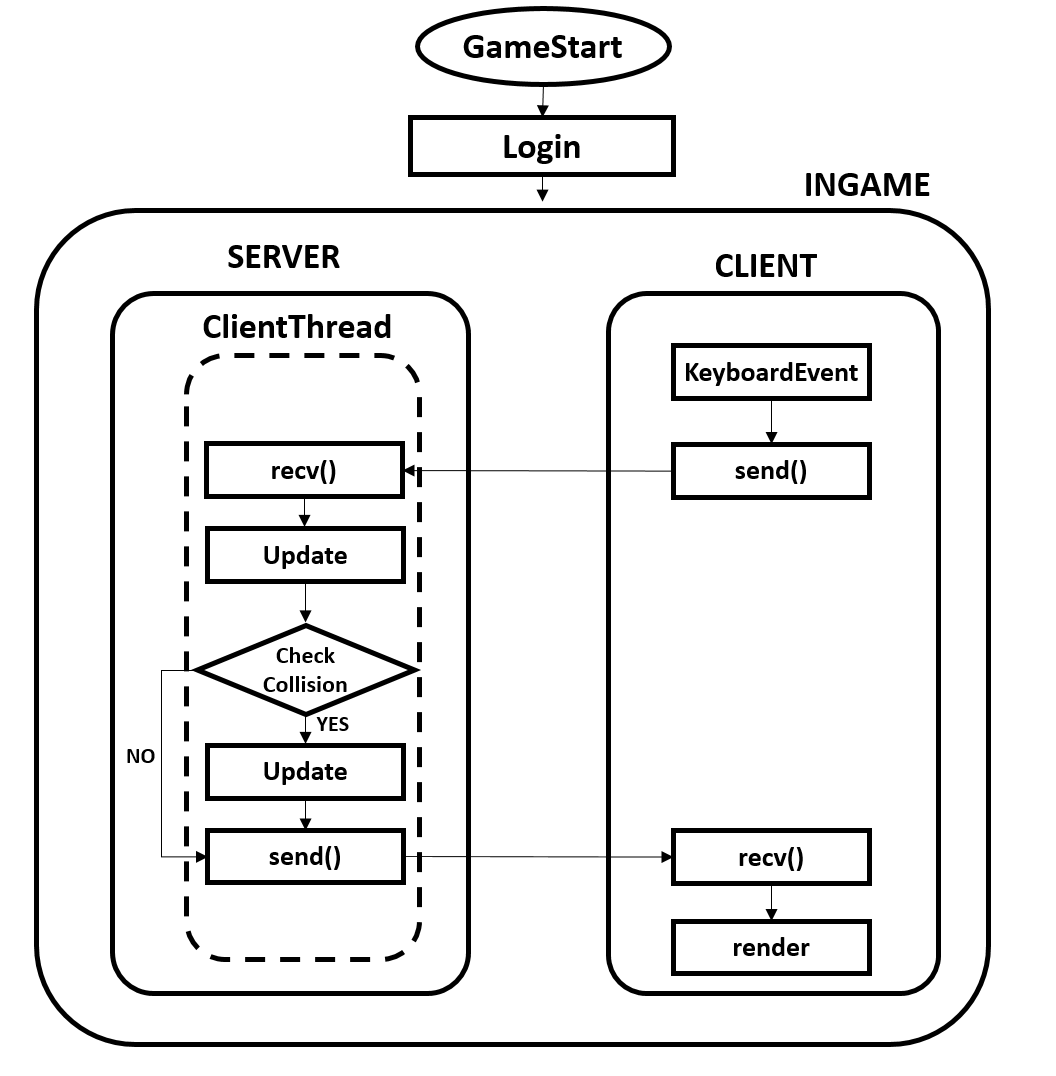 GameStart
Login
INGAME
SERVER
CLIENT
ClientThread
KeyboardEvent
recv()
send()
Update
Check
Collision
YES
NO
Update
send()
recv()
render